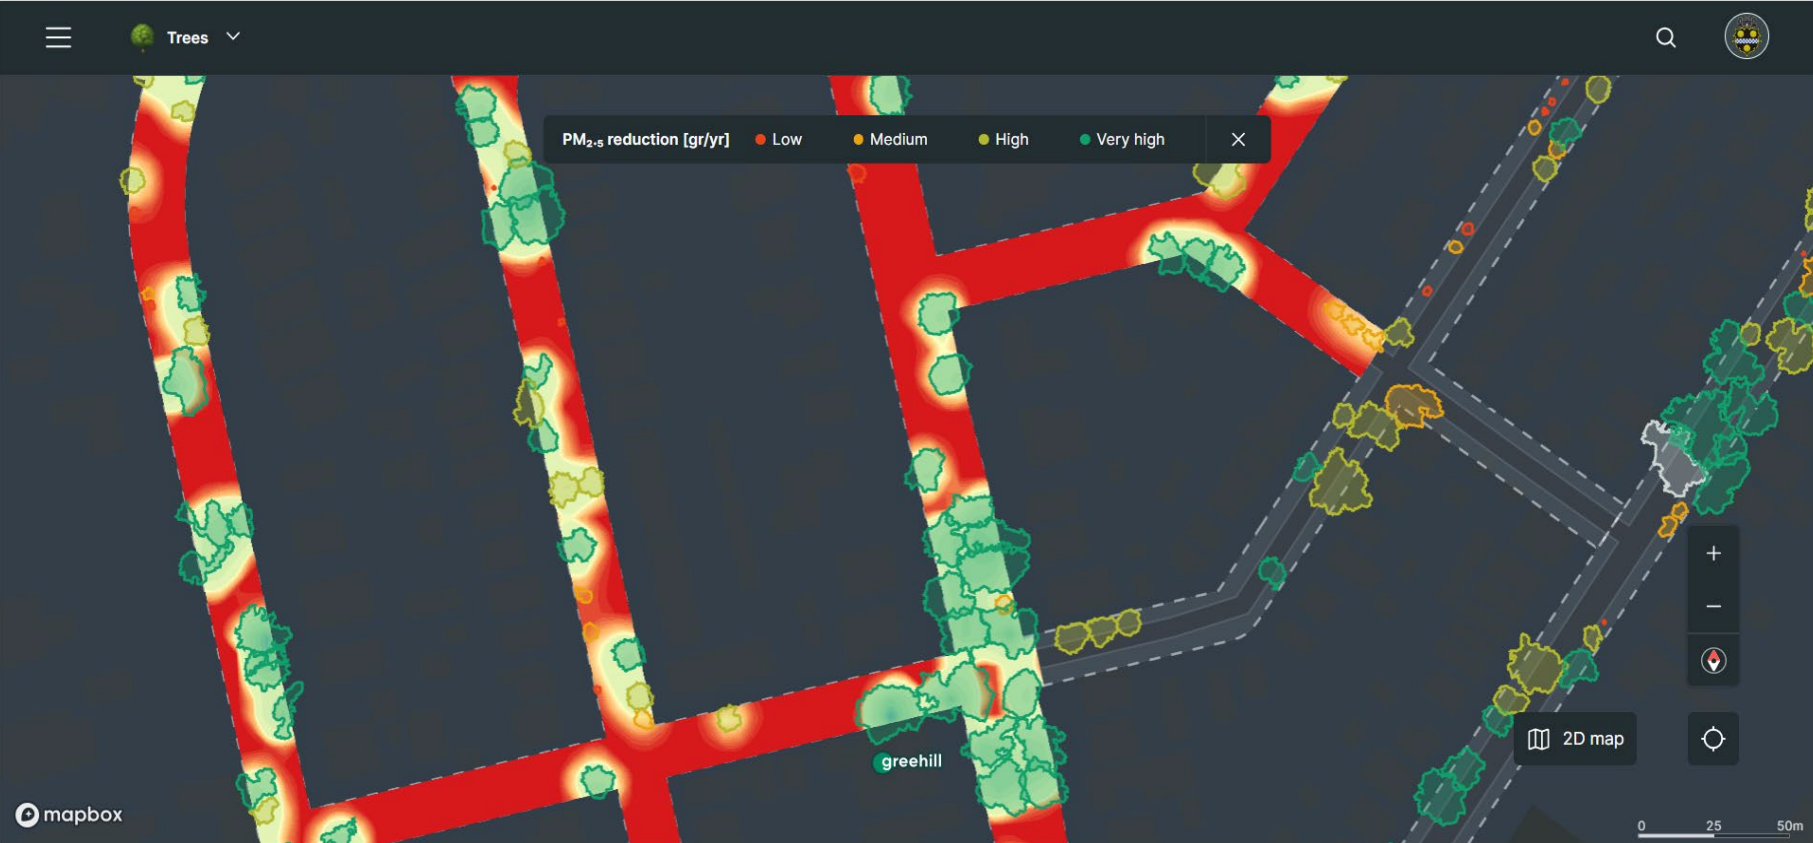 Trees
PM₂.₅ reduction [gr/yr] Low Medium High Very high
greehill
2D map
mapbox
0 25 50m